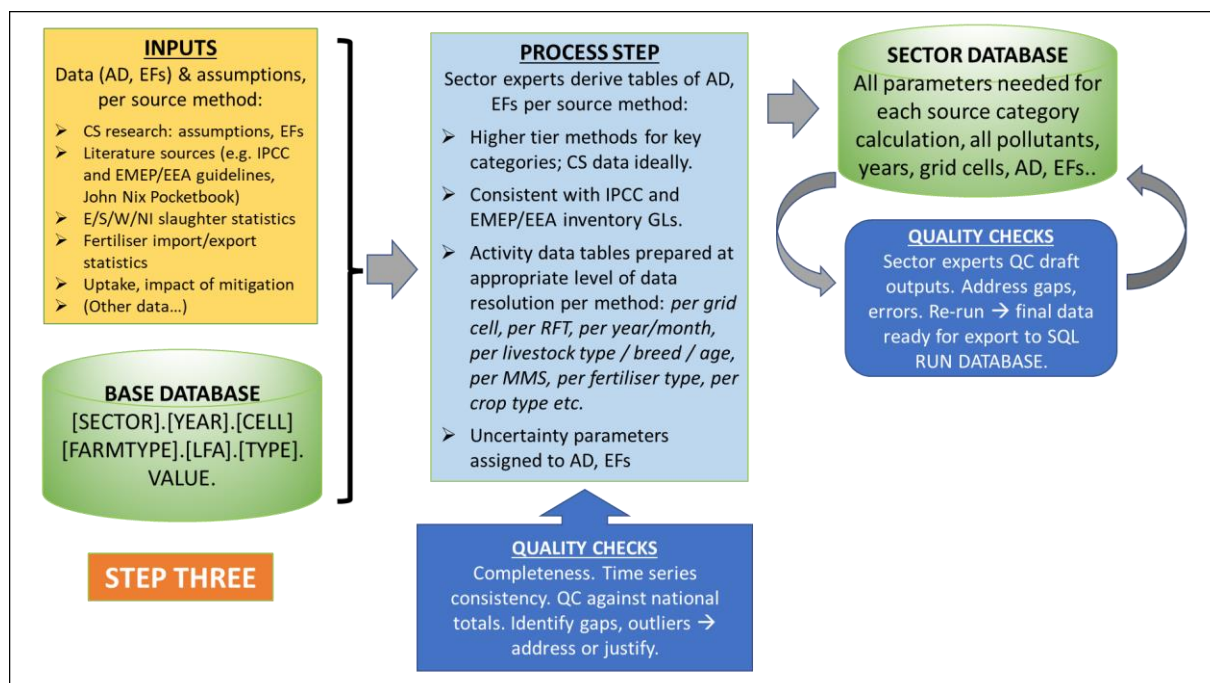 INPUTS
Data (AD, EFs) & assumptions,
per source method:
➢ CS research: assumptions, EFs
➢ Literature sources (e.g. IPCC
and EMEP/EEA guidelines,
John Nix Pocketbook)
➢ E/S/W/NI slaughter statistics
➢ Fertiliser import/export
statistics
➢ Uptake, impact of mitigation
➢ (Other data…)
BASE DATABASE
[SECTOR].[YEAR].[CELL]
[FARMTYPE].[LFA].[TYPE].
VALUE.
STEP THREE
PROCESS STEP
Sector experts derive tables of AD,
EFs per source method:
➢ Higher tier methods for key
categories; CS data ideally.
➢ Consistent with IPCC and
EMEP/EEA inventory GLs.
➢ Activity data tables prepared at
appropriate level of data
resolution per method: per grid
cell, per RFT, per year/month,
per livestock type / breed / age,
per MMS, per fertiliser type, per
crop type etc.
➢ Uncertainty parameters
assigned to AD, EFs
QUALITY CHECKS
Completeness. Time series
consistency. QC against national
totals. Identify gaps, outliers →
address or justify.
SECTOR DATABASE
All parameters needed for
each source category
calculation, all pollutants,
years, grid cells, AD, EFs..
QUALITY CHECKS
Sector experts QC draft
outputs. Address gaps,
errors. Re-run → final data
ready for export to SQL
RUN DATABASE.